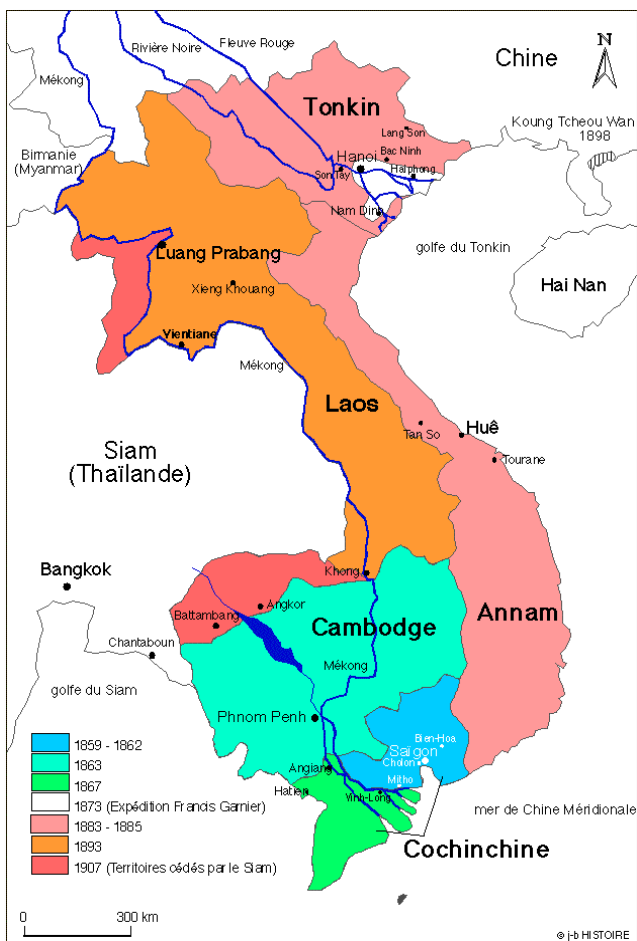 Rivière Noire
Fleuve Rouge
Mékong
Chine
N
Tonkin
Koung Tcheou Wan
1898
Birmanie
(Myanmar)
Lang Son
Bac Ninh
Hanoi
Son Tay
Haïphong
Nam Dinh
golfe du Tonkin
Luang Prabang
Hai Nan
Xieng Khouang
Vientiane
Mékong
Laos
Huê
Tan So
Tourane
Siam
(Thaïlande)
Khong
Bangkok
Angkor
Battambang
Annam
Cambodge
Chantaboun
Mékong
golfe du Siam
Phnom Penh
Bien-Hoa
Saïgon
Cholon
Angiang
Mitho
Hatien
Vinh-Long
1859 - 1862
1863
1867
1873 (Expédition Francis Garnier)
1883 - 1885
1893
1907 (Territoires cédés par le Siam)
mer de Chine Méridionale
Cochinchine
0
300 km
© j-b HISTOIRE